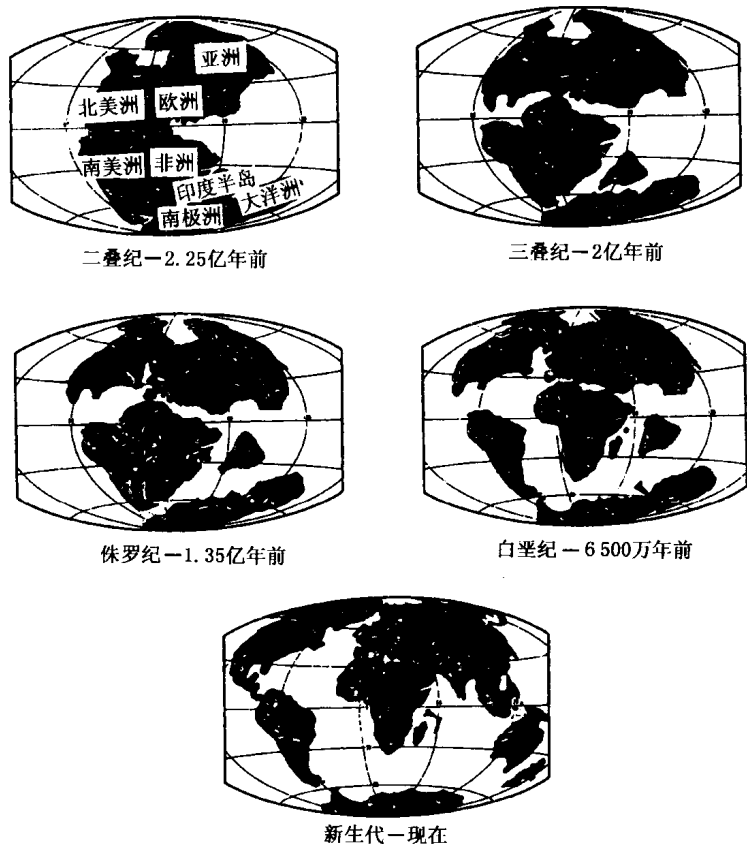 亚洲
北美洲
欧洲
南美洲
非洲
印度半岛
大洋洲
南极洲
二叠纪—2.25亿年前
三叠纪—2亿年前
侏罗纪—1.35亿年前
白垩纪—6500万年前
新生代—现在